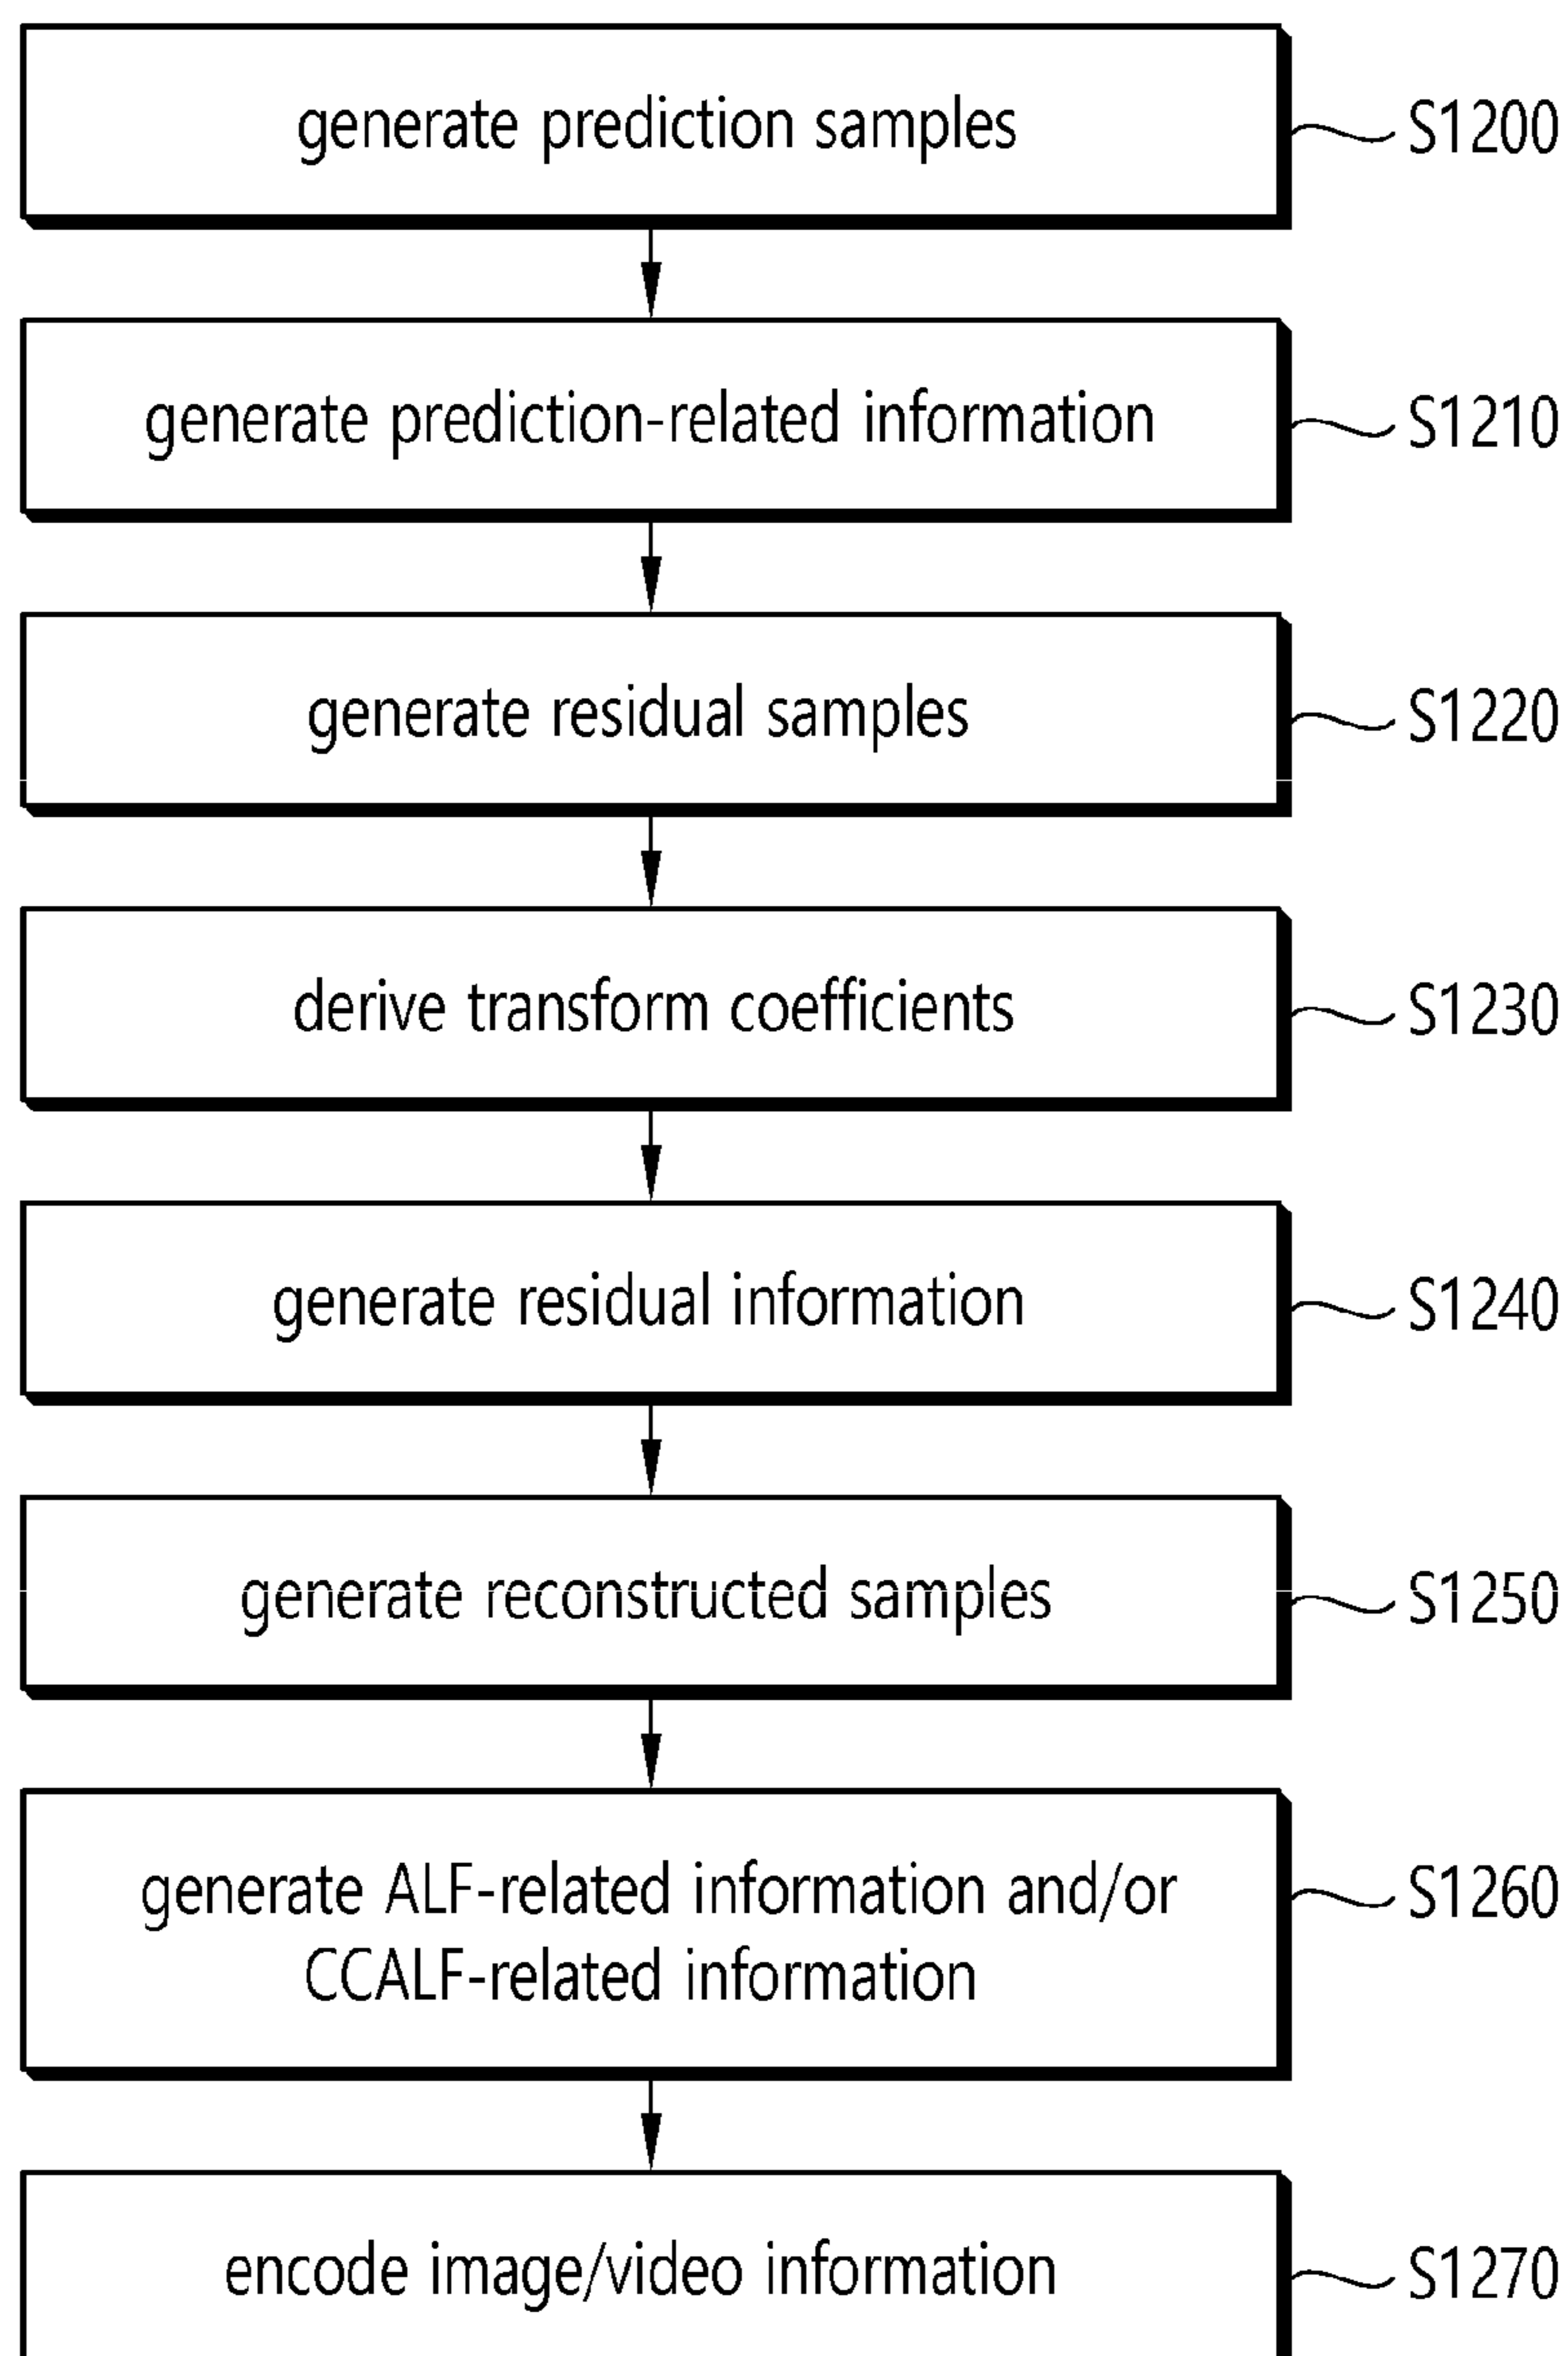 generate prediction samples
S1200
generate prediction-related information
S1210
generate residual samples
S1220
derive transform coefficients
S1230
generate residual information
S1240
generate reconstructed samples
S1250
generate ALF-related information and/or
CCALF-related information
S1260
encode image/video information
S1270